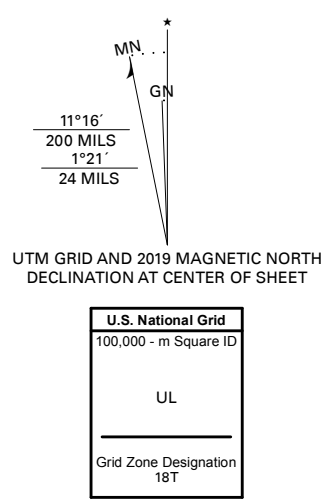 ★
MN
GN
11°16´
200 MILS
1°21´
24 MILS
UTM GRID AND 2019 MAGNETIC NORTH
DECLINATION AT CENTER OF SHEET
U.S. National Grid
100,000 - m Square ID
UL
Grid Zone Designation
18T